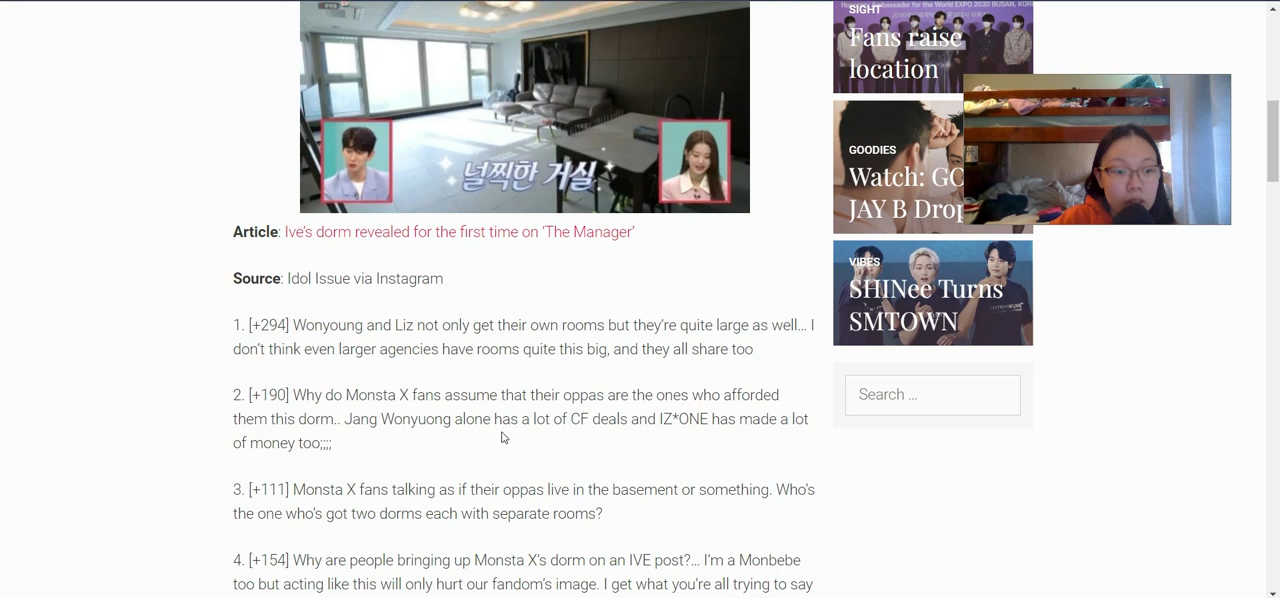 널찍한 거실
Article: Ive's dorm revealed for the first time on ‘The Manager’
Source: Idol Issue via Instagram
1. [+294] Wonyoung and Liz not only get their own rooms but they’re quite large as well… I
don’t think even larger agencies have rooms quite this big, and they all share too
2. [+190] Why do Monsta X fans assume that their oppas are the ones who afforded
them this dorm.. Jang Wonyuong alone has a lot of CF deals and IZ*ONE has made a lot
of money too;;;;
3. [+111] Monsta X fans talking as if their oppas live in the basement or something. Who’s
the one who’s got two dorms each with separate rooms?
4. [+154] Why are people bringing up Monsta X's dorm on an IVE post?… I’m a Monbebe
too but acting like this will only hurt our fandom’s image. I get what you’re all trying to say
SIGHT
Fans raise
location
GOODIES
Watch: GO
JAY B Drop
VIBES
SHINee Turns
SMTOWN
Search …